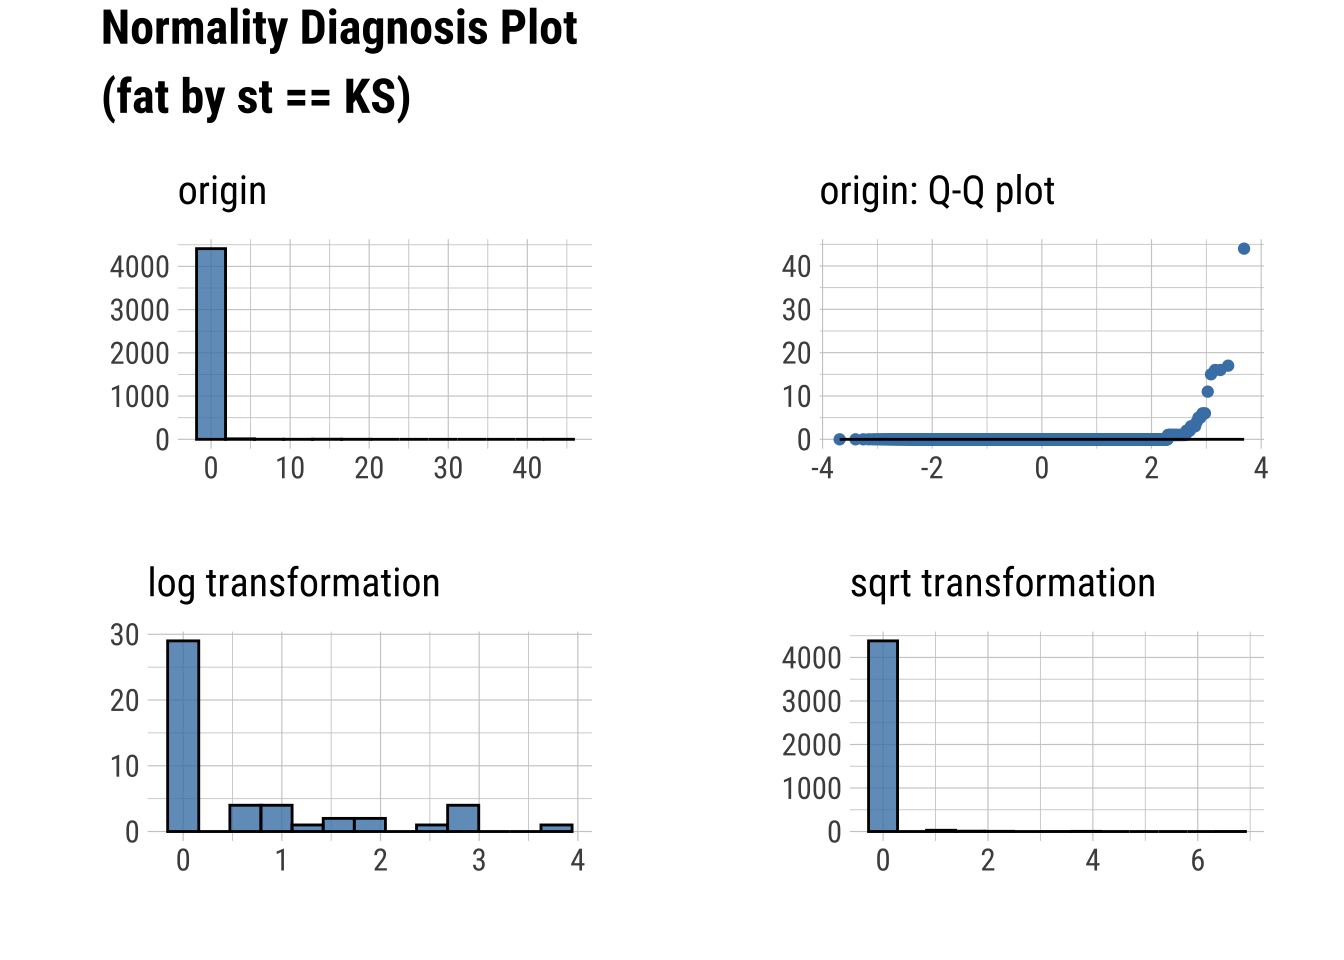 Normality Diagnosis Plot
(fat by st == KS)
origin
4000
3000
2000
1000
0
0 10 20 30 40
origin: Q-Q plot
40
30
20
10
0
-4 -2 0 2 4
log transformation
30
20
10
0
0 1 2 3 4
sqrt transformation
4000
3000
2000
1000
0
0 2 4 6